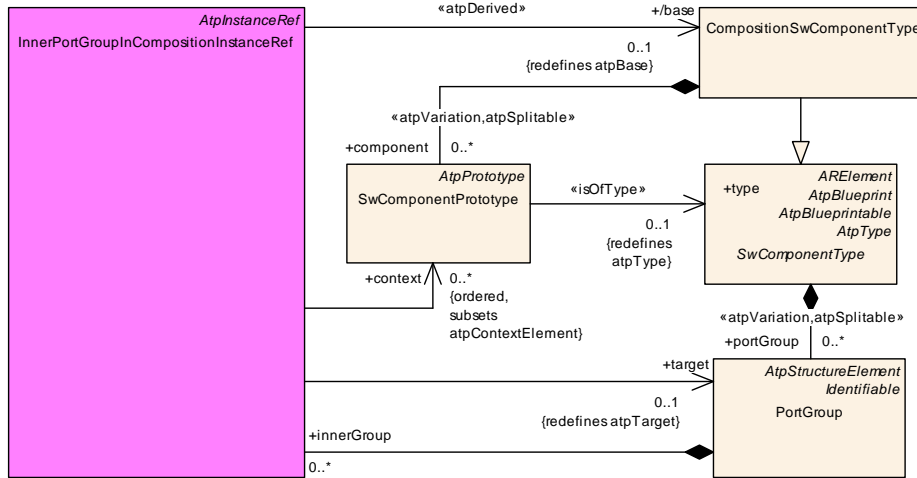 AtpInstanceRef
InnerPortGroupInCompositionInstanceRef
«atpDerived»
+/base
0..1
{redefines atpBase}
CompositionSwComponentType
«atpVariation,atpSplitable»
+component
0..*
AtpPrototype
SwComponentPrototype
«isOfType»
+type
0..1
{redefines
atpType}
ARElement
AtpBlueprint
AtpBlueprintable
AtpType
SwComponentType
+context
0..*
{ordered,
subsets
atpContextElement}
«atpVariation,atpSplitable»
+portGroup
0..*
+target
0..1
{redefines atpTarget}
AtpStructureElement
Identifiable
PortGroup
+innerGroup
0..*